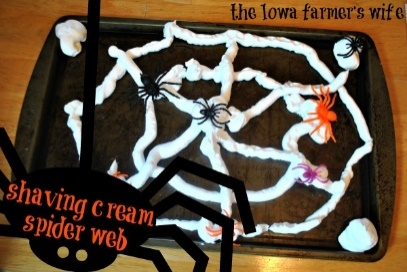 the Iowa farmer's wife
shaving cream
spider web